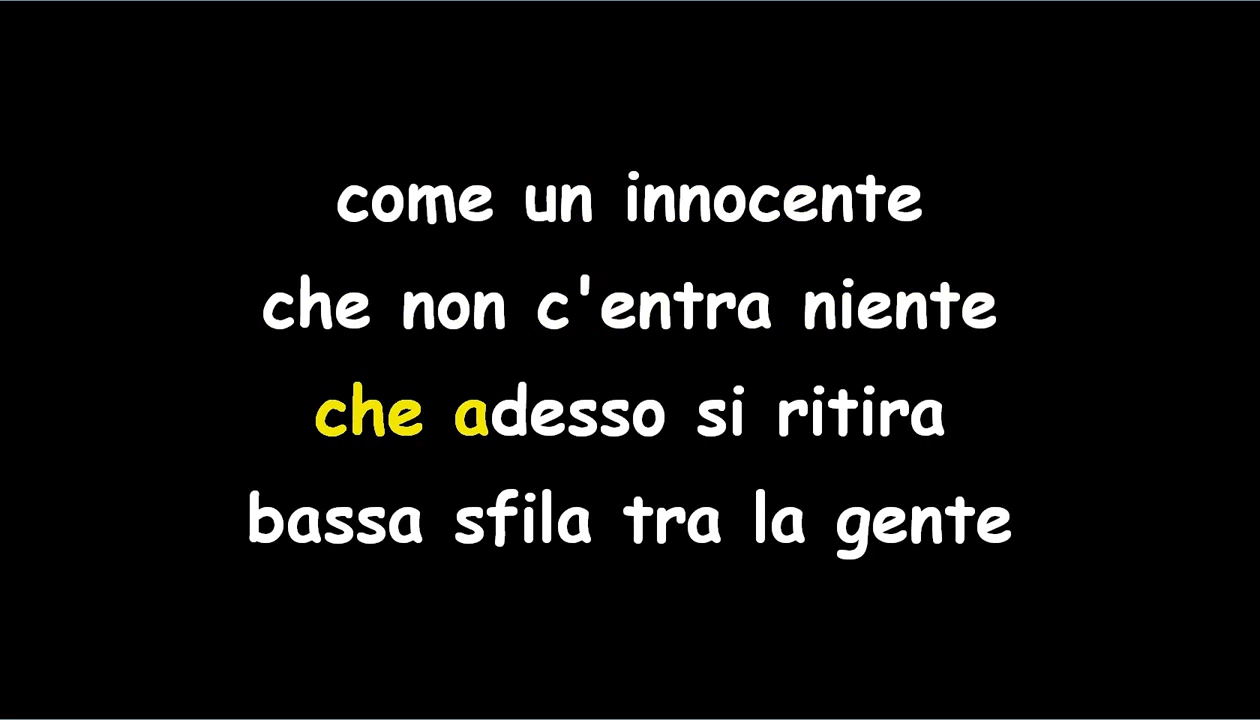 come un innocente
che non c'entra niente
che adesso si ritira
bassa sfila tra la gente